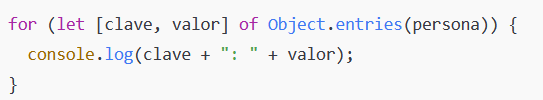 for (let [clave, valor] of Object.entries(persona)) {
  console.log(clave + ": " + valor);
}